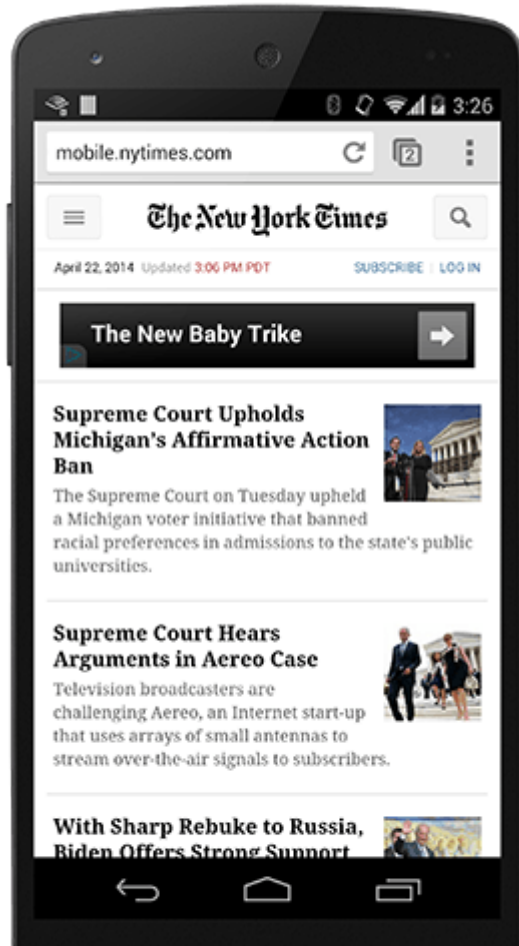 3:26
mobile.nytimes.com
2
The New York Times
April 22, 2014 Updated 3:06 PM PDT SUBSCRIBE | LOG IN
The New Baby Trike
Supreme Court Upholds
Michigan's Affirmative Action
Ban
The Supreme Court on Tuesday upheld
a Michigan voter initiative that banned
racial preferences in admissions to the state's public
universities.
Supreme Court Hears
Arguments in Aereo Case
Television broadcasters are
challenging Aereo, an Internet start-up
that uses arrays of small antennas to
stream over-the-air signals to subscribers.
With Sharp Rebuke to Russia,
Biden Offers Strong Support